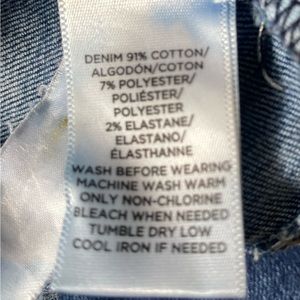 DENIM 91% COTTON/
ALGODÓN/COTON
7% POLYESTER/
POLIÉSTER/
POLYESTER
2% ELASTANE/
ELASTANO/
ÉLASTHANNE
WASH BEFORE WEARING
MACHINE WASH WARM
ONLY NON-CHLORINE
BLEACH WHEN NEEDED
TUMBLE DRY LOW
COOL IRON IF NEEDED